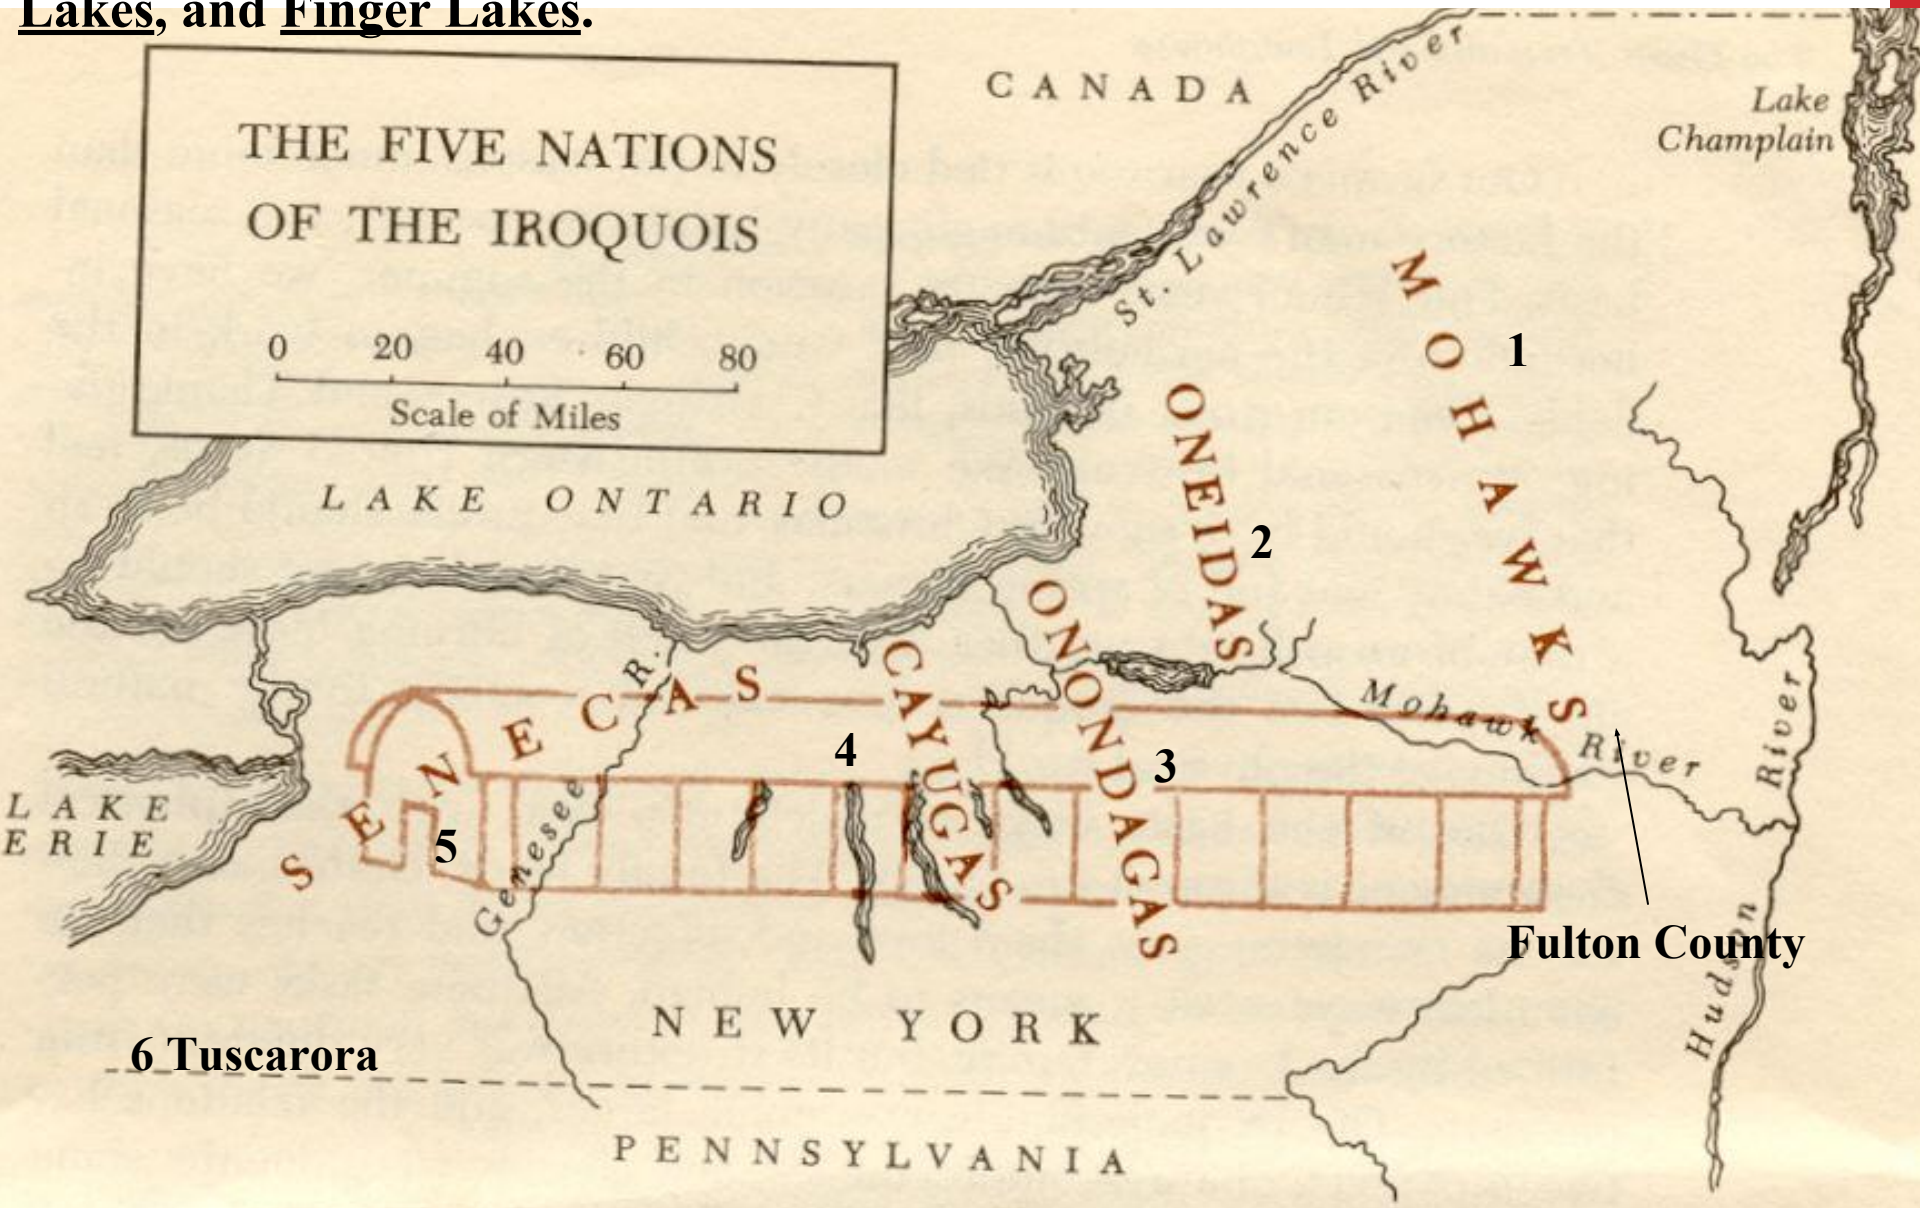 Lakes, and Finger Lakes.
THE FIVE NATIONS
OF THE IROQUOIS
0 20 40 60 80
Scale of Miles
CANADA
St. Lawrence River
Lake
Champlain
LAKE ONTARIO
MOHAWKS
1
ONEIDAS
2
ONONDAGAS
3
CAYUGAS
4
SENECAS
5
Mohawk River
Genesee R.
LAKE
ERIE
Fulton County
Hudson River
NEW YORK
6 Tuscarora
PENNSYLVANIA